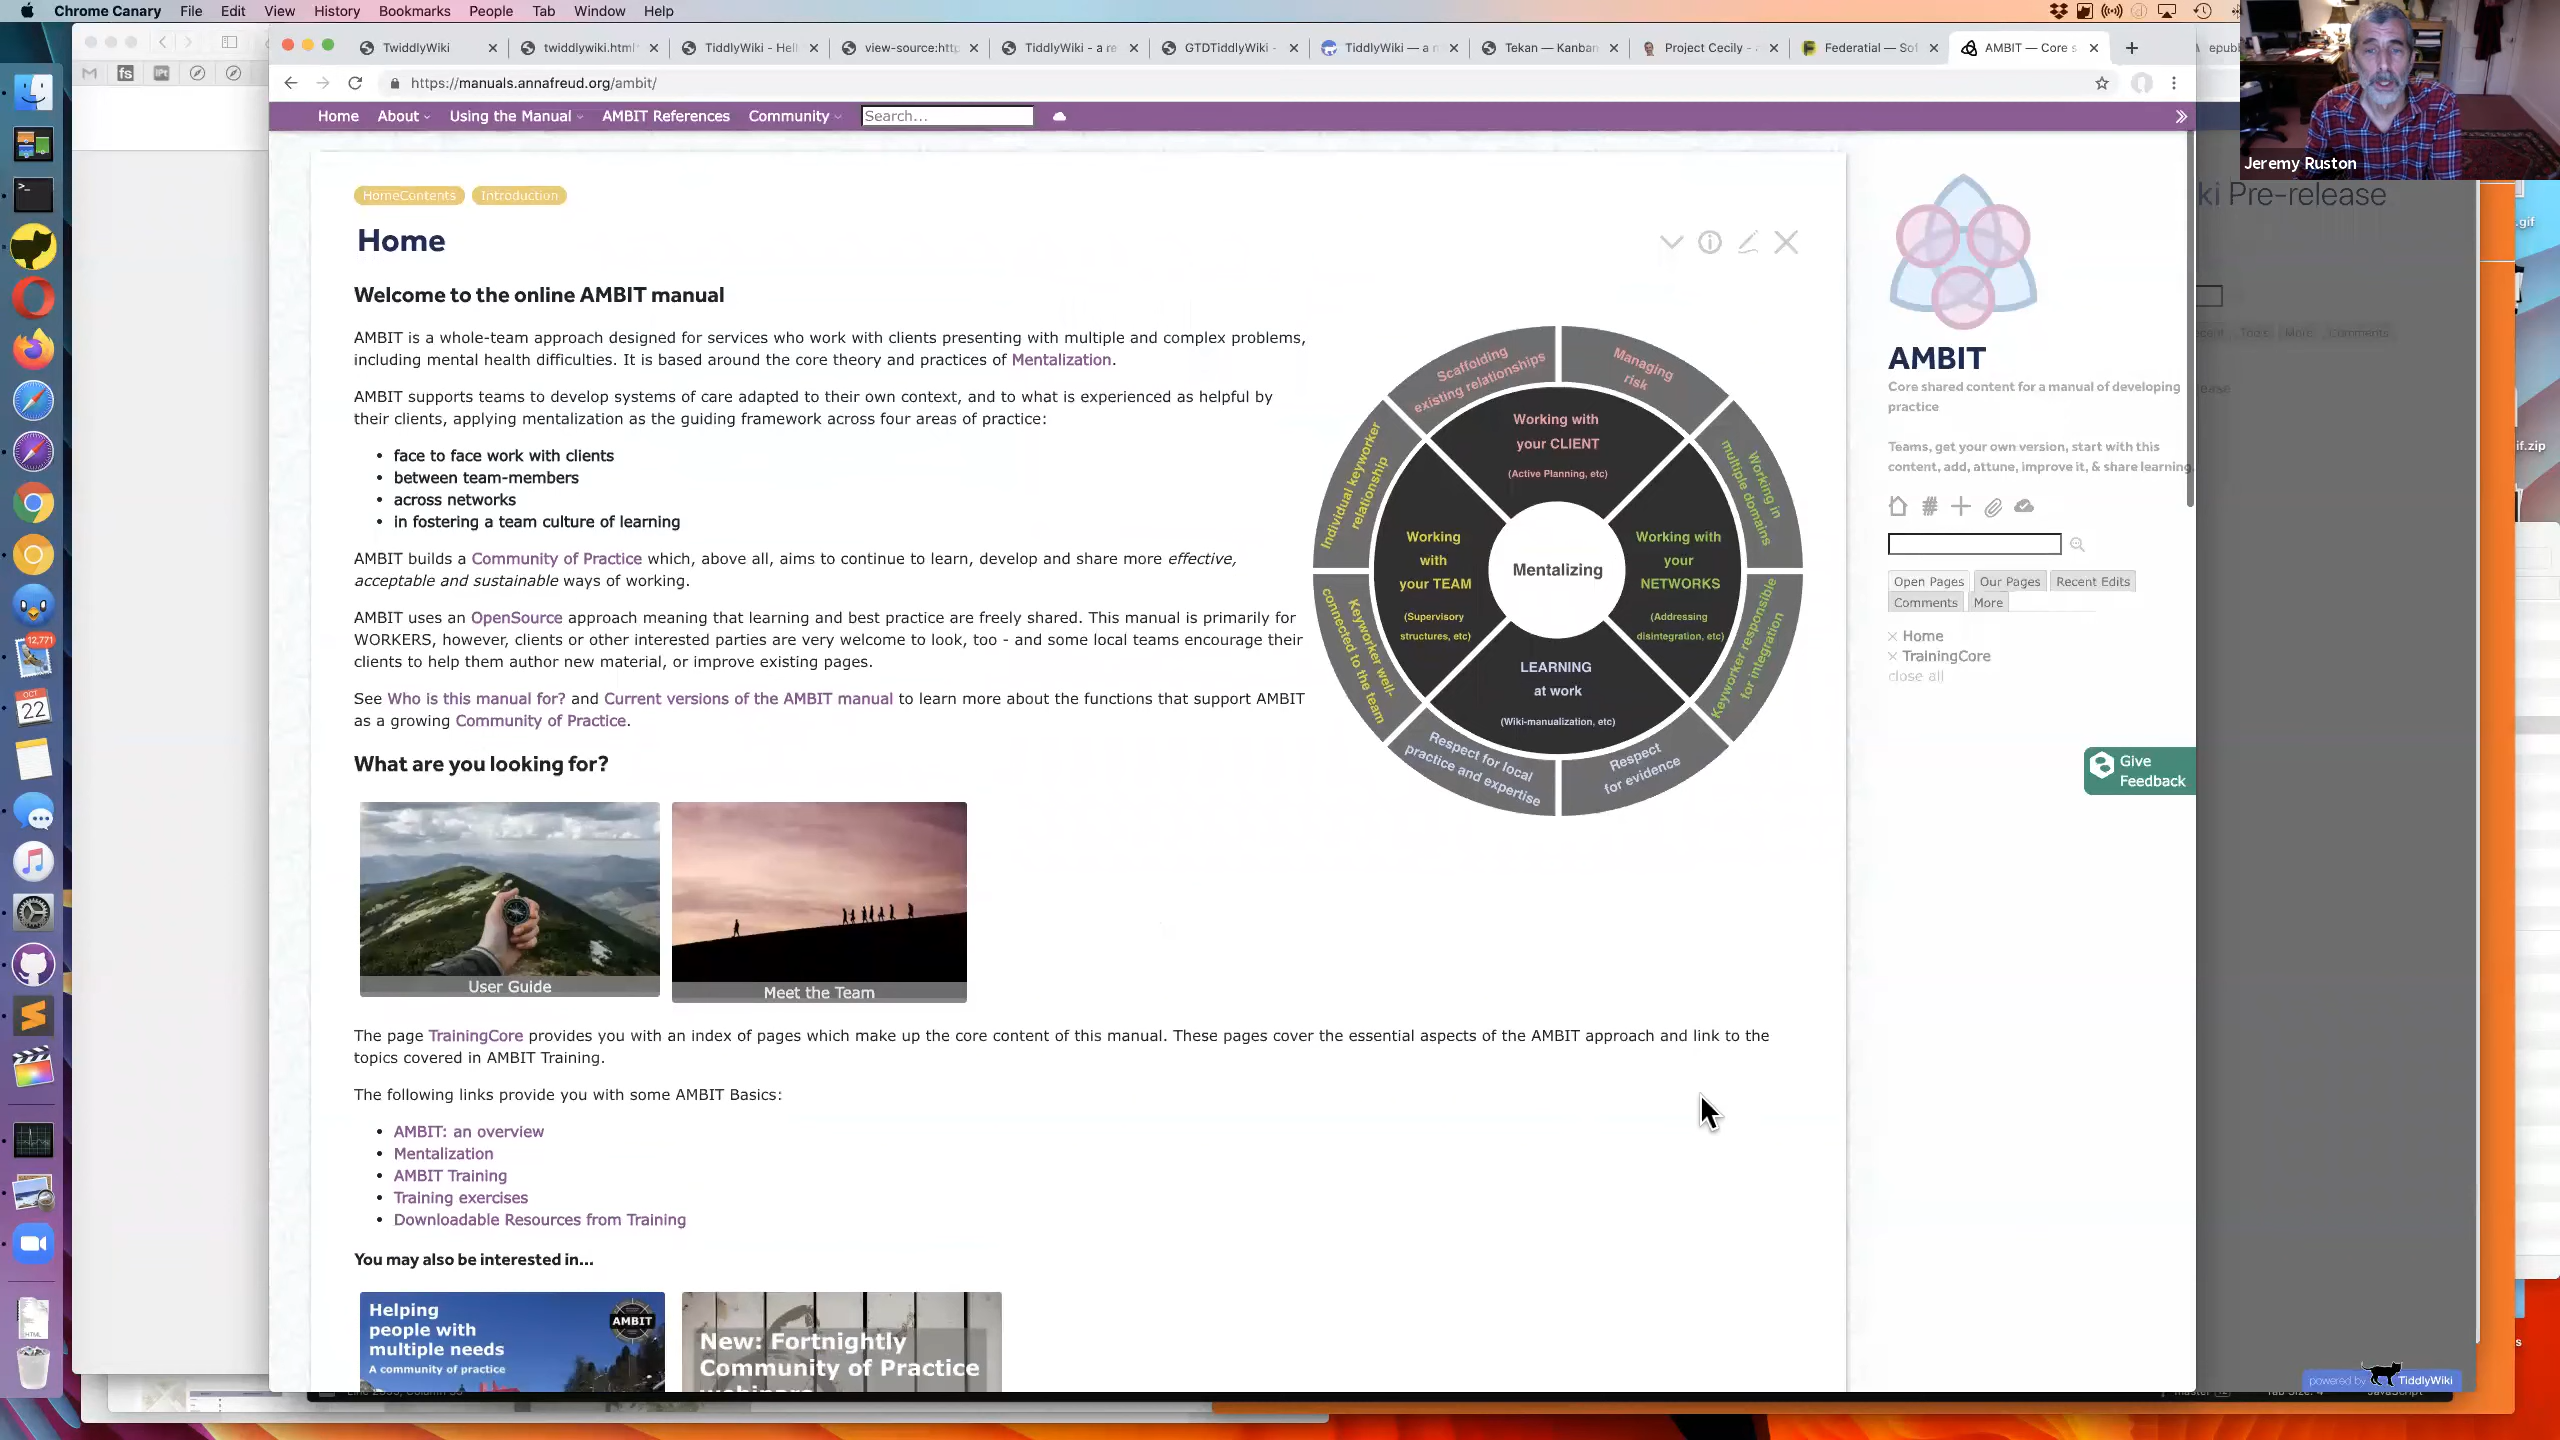 Chrome Canary File Edit View History Bookmarks People Tab Window Help
TwiddlyWiki
twiddlywiki.html
TiddlyWiki - Hell
view-source:http
TiddlyWiki - a re
GTDTiddlyWiki -
TiddlyWiki — a n
Tekan — Kanban
Project Cecily - a
Federatial — Sof
AMBIT — Core s
https://manuals.annafreud.org/ambit/
Jeremy Ruston
Home About Using the Manual AMBIT References Community Search...
HomeContents Introduction
Home
Welcome to the online AMBIT manual
AMBIT is a whole-team approach designed for services who work with clients presenting with multiple and complex problems,
including mental health difficulties. It is based around the core theory and practices of Mentalization.
AMBIT supports teams to develop systems of care adapted to their own context, and to what is experienced as helpful by
their clients, applying mentalization as the guiding framework across four areas of practice:
• face to face work with clients
• between team-members
• across networks
• in fostering a team culture of learning
AMBIT builds a Community of Practice which, above all, aims to continue to learn, develop and share more effective,
acceptable and sustainable ways of working.
AMBIT uses an OpenSource approach meaning that learning and best practice are freely shared. This manual is primarily for
WORKERS, however, clients or other interested parties are very welcome to look, too - and some local teams encourage their
clients to help them author new material, or improve existing pages.
See Who is this manual for? and Current versions of the AMBIT manual to learn more about the functions that support AMBIT
as a growing Community of Practice.
Scaffolding
existing relationships
Managing
risk
Individual keyworker
relationship
Working in
multiple domains
Working with
your CLIENT
(Active Planning, etc)
Working
with
your TEAM
(Supervisory
structures, etc)
Mentalizing
Working with
your
NETWORKS
(Addressing
disintegration, etc)
LEARNING
at work
(Wiki-manualization, etc)
Keyworker well-
connected to the team
Keyworker responsible
for integration
Respect for local
practice and expertise
Respect
for evidence
What are you looking for?
User Guide
Meet the Team
The page TrainingCore provides you with an index of pages which make up the core content of this manual. These pages cover the essential aspects of the AMBIT approach and link to the
topics covered in AMBIT Training.
The following links provide you with some AMBIT Basics:
• AMBIT: an overview
• Mentalization
• AMBIT Training
• Training exercises
• Downloadable Resources from Training
You may also be interested in...
Helping
people with
multiple needs
A community of practice
AMBIT
New: Fortnightly
Community of Practice
webinars
AMBIT
Core shared content for a manual of developing
practice
Teams, get your own version, start with this
content, add, attune, improve it, & share learning
Open Pages Our Pages Recent Edits
Comments More
× Home
× TrainingCore
close all
Give
Feedback
ki Pre-release
Tools More Comments
.gif
if.zip
12,771
OCT
22
HTML
powered by TiddlyWiki